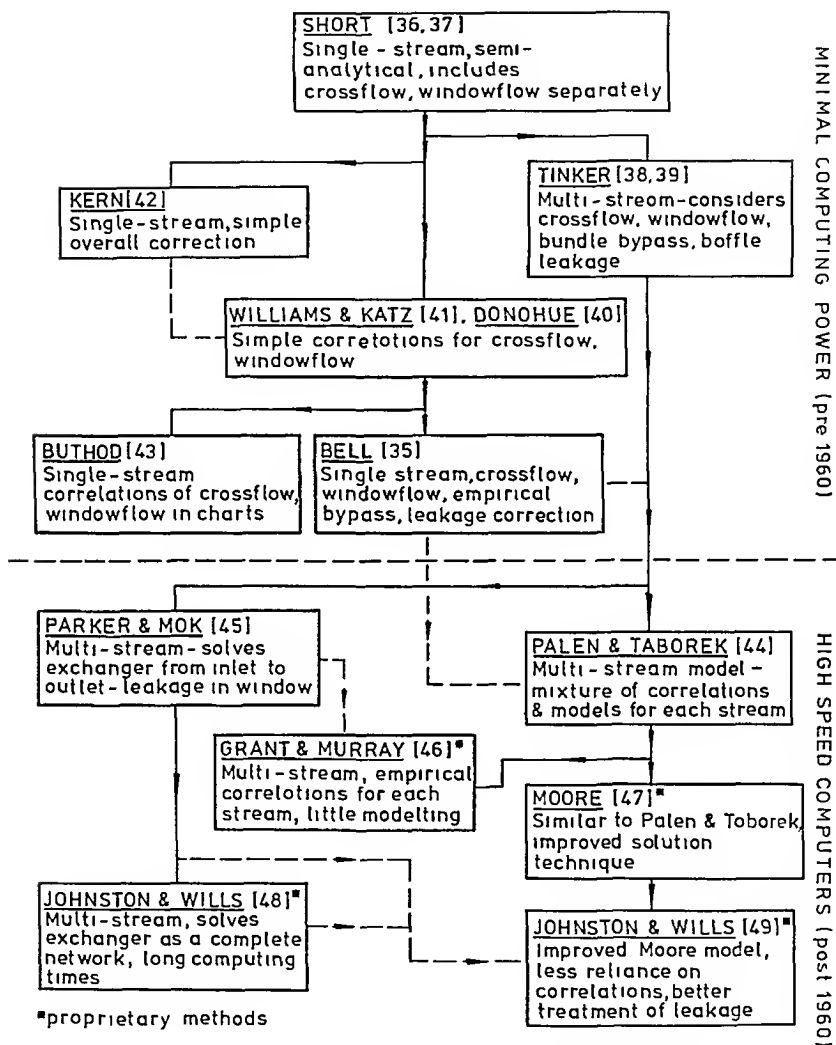 SHORT [36,37]
Single - stream, semi-
analytical, includes
crossflow, windowflow separately
KERN[42]
Single-stream, simple
overall correction
TINKER [38,39]
Multi-streom-considers
crossflow, windowflow,
bundle bypass, boffle
leakage
WILLIAMS & KATZ [41], DONOHUE [40]
Simple corretotions for crossflow,
windowflow
BUTHOD [43]
Single-stream
correlations of crossflow,
windowflow in charts
BELL [35]
Single stream, crossflow,
windowflow, empirical
bypass, leakage correction
MINIMAL COMPUTING POWER (pre 1960)
PARKER & MOK [45]
Multi-stream-solves
exchanger from inlet to
outlet-leakage in window
PALEN & TABOREK [44]
Multi-stream model-
mixture of correlations
& models for each stream
GRANT & MURRAY [46]*
Multi-stream, empirical
correlotions for each
stream, little modelting
MOORE [47]*
Similar to Palen & Toborek,
improved solution
technique
JOHNSTON & WILLS [48]*
Multi-stream, solves
exchanger as a complete
network, long computing
times
JOHNSTON & WILLS [49]*
Improved Moore model,
less reliance on
correlations, better
treatment of leakage
HIGH SPEED COMPUTERS (post 1960)
*proprietary methods